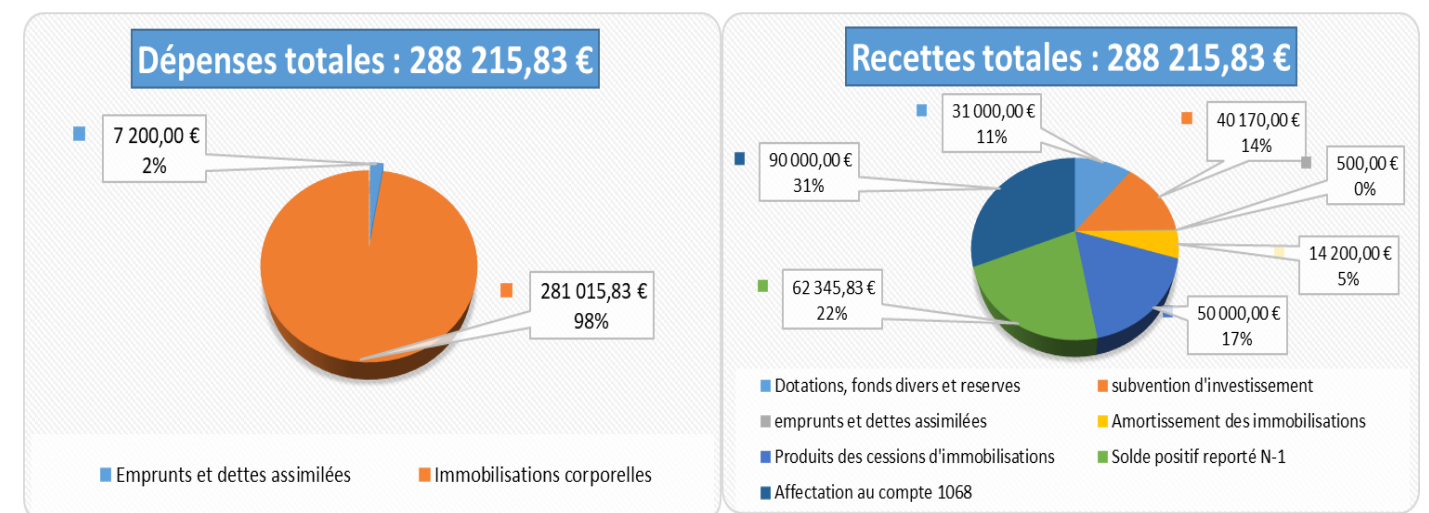 Dépenses totales : 288 215,83 €
7 200,00 €
2%
281 015,83 €
98%
Emprunts et dettes assimilées
Immobilisations corporelles
Recettes totales : 288 215,83 €
31 000,00 €
11%
40 170,00 €
14%
90 000,00 €
31%
500,00 €
0%
14 200,00 €
5%
62 345,83 €
22%
50 000,00 €
17%
Dotations, fonds divers et reserves
subvention d'investissement
emprunts et dettes assimilées
Amortissement des immobilisations
Produits des cessions d'immobilisations
Solde positif reporté N-1
Affectation au compte 1068